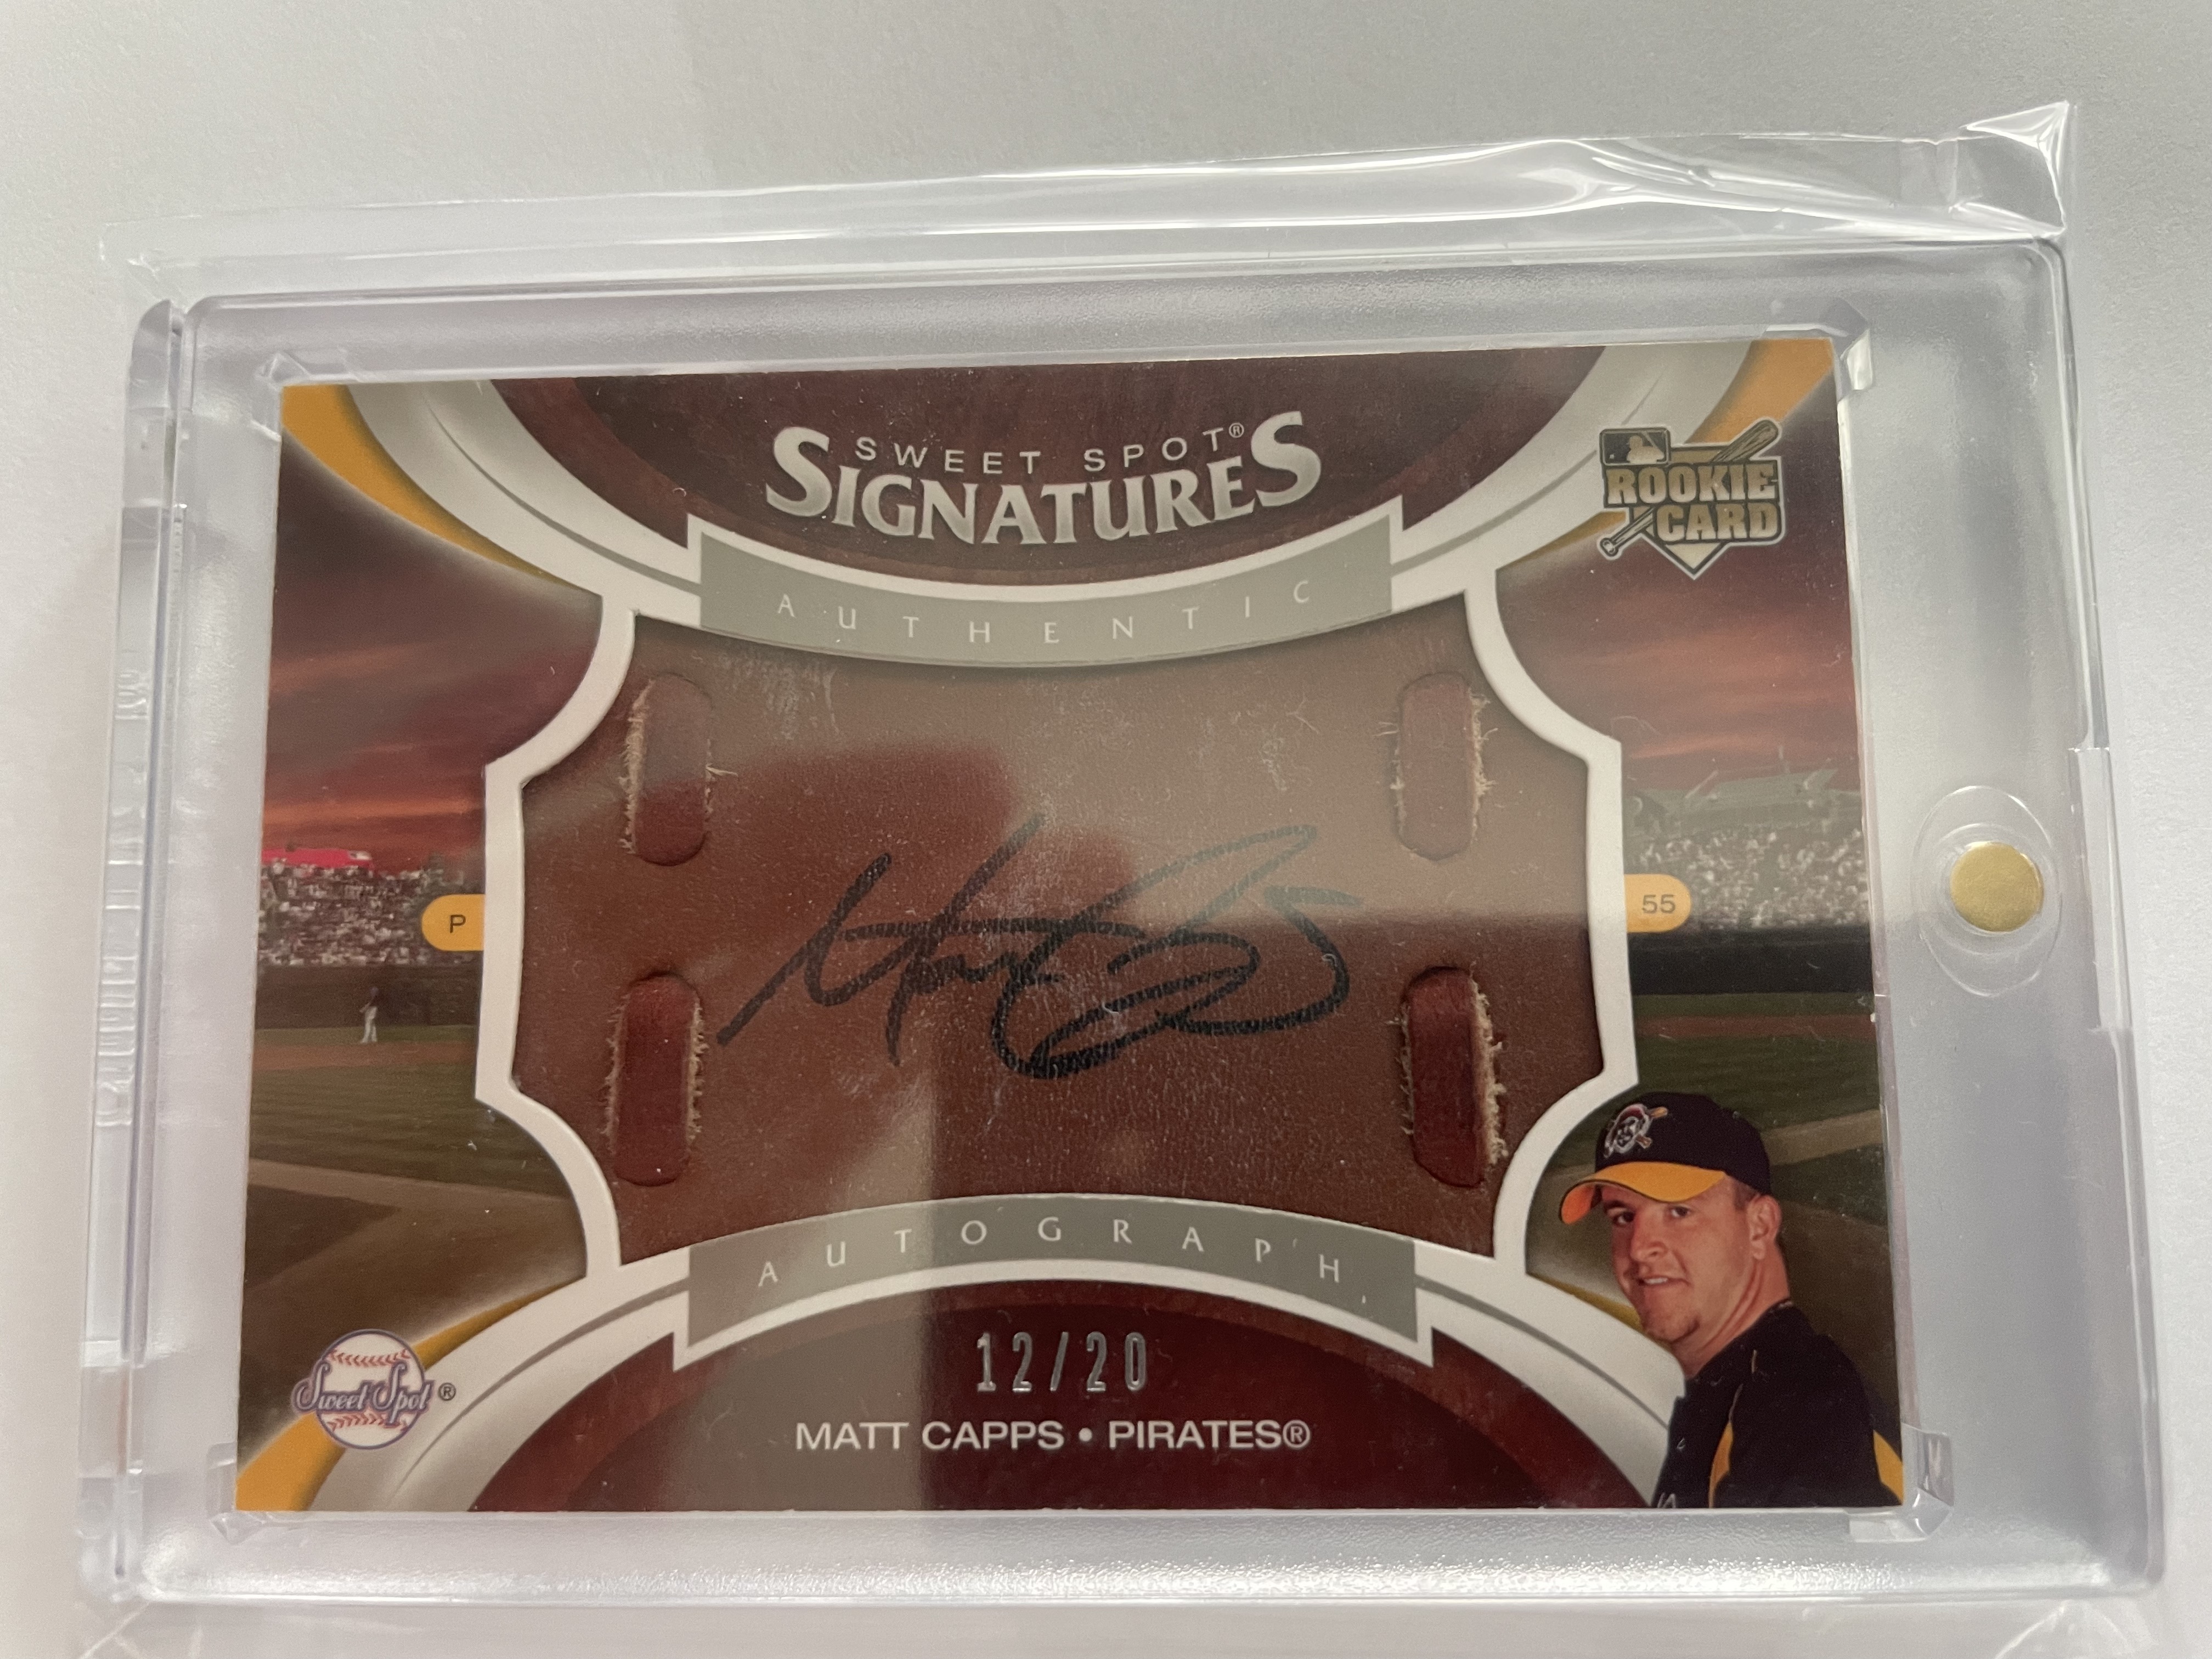 SWEET SPOT®
SIGNATURES
ROOKIE
CARD
AUTHENTIC
P
55
AUTOGRAPH
12/20
Sweet Spot®
MATT CAPPS • PIRATES®